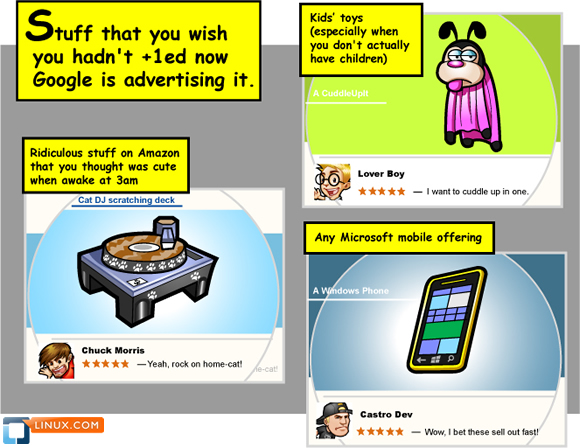 Stuff that you wish
you hadn't +1ed now
Google is advertising it.
Kids' toys
(especially when
you don't actually
have children)
A CuddleUpIt
Lover Boy
★★★★★ — I want to cuddle up in one.
Ridiculous stuff on Amazon
that you thought was cute
when awake at 3am
Cat DJ scratching deck
Chuck Morris
★★★★★ —Yeah, rock on home-cat!
me-cat!
Any Microsoft mobile offering
A Windows Phone
Castro Dev
★★★★★ — Wow, I bet these sell out fast!
LINUX.COM